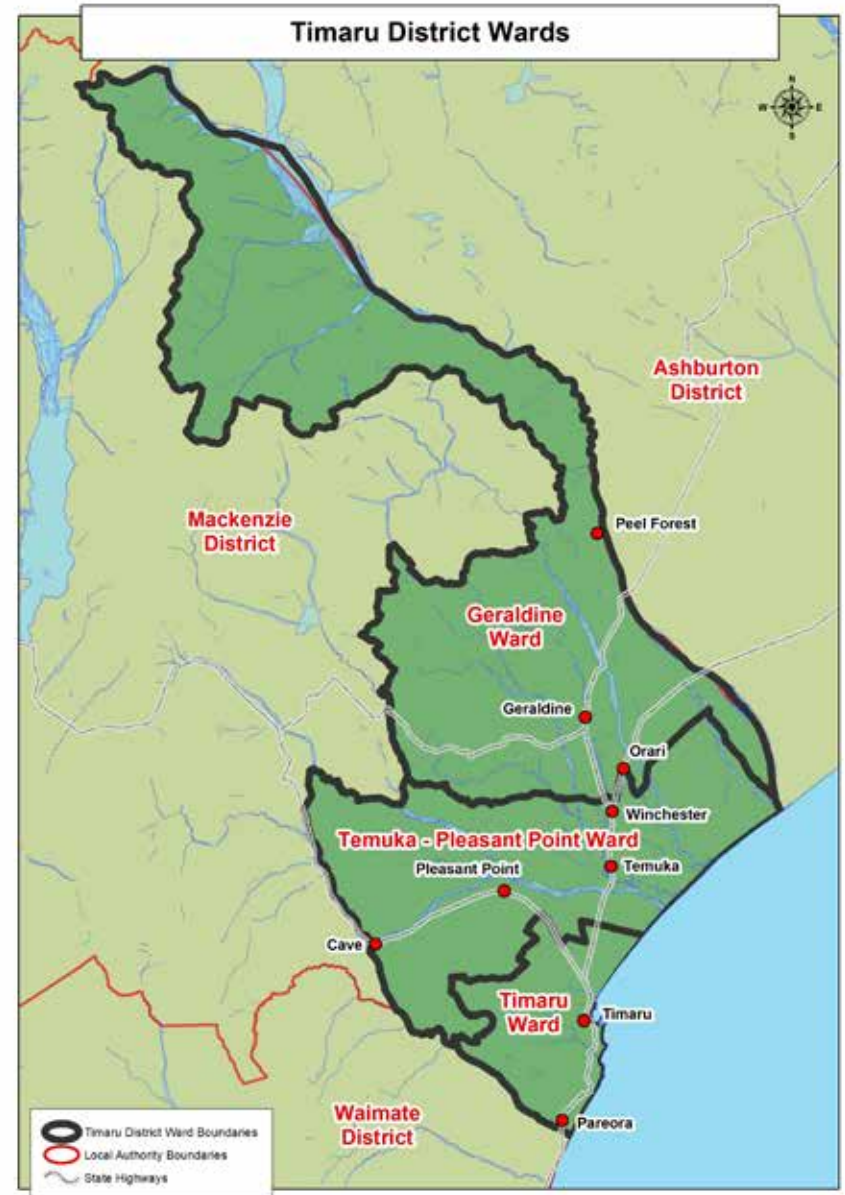 Timaru District Wards
N
W
E
S
Ashburton
District
Peel Forest
Mackenzie
District
Geraldine
Ward
Geraldine
Orari
Winchester
Temuka - Pleasant Point Ward
Pleasant Point
Temuka
Cave
Timaru
Ward
Timaru
Waimate
District
Pareora
Timaru District Ward Boundaries
Local Authority Boundaries
State Highways